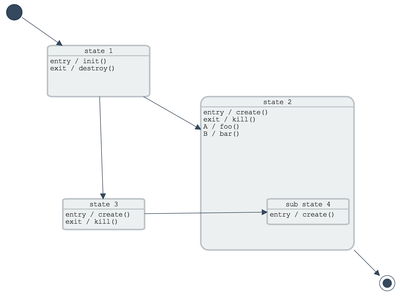 state 1
entry / init()
exit / destroy()
state 2
entry / create()
exit / kill()
A / foo()
B / bar()
state 3
entry / create()
exit / kill()
sub state 4
entry / create()